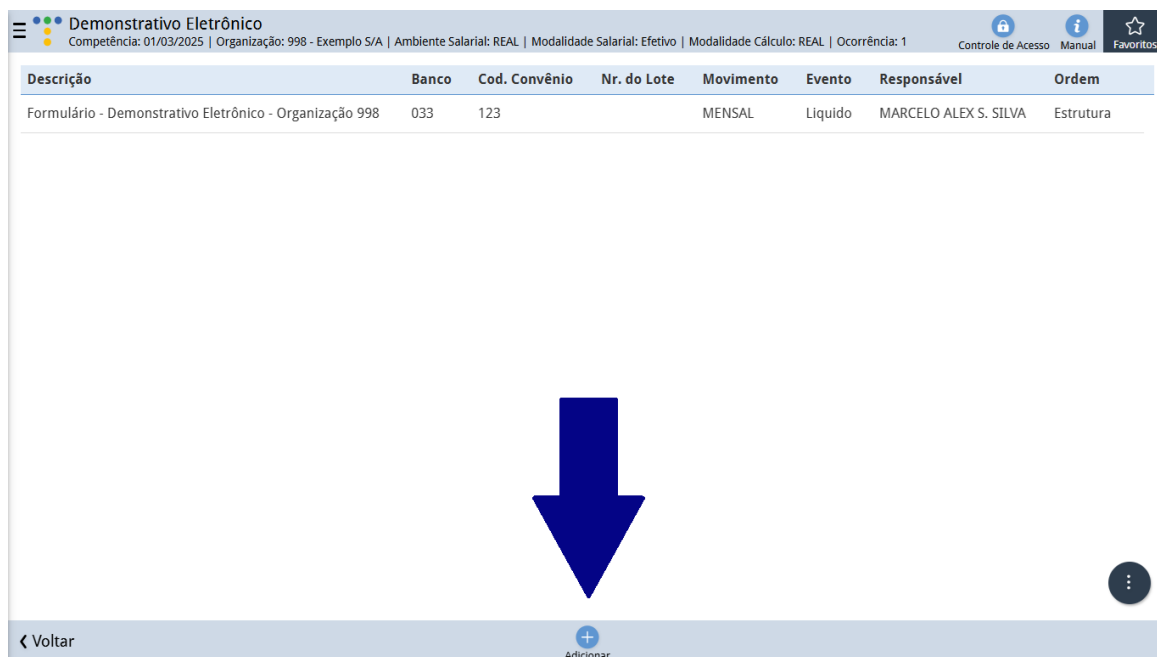 Demonstrativo Eletrônico
Competência: 01/03/2025 | Organização: 998 - Exemplo S/A | Ambiente Salarial: REAL | Modalidade Salarial: Efetivo | Modalidade Cálculo: REAL | Ocorrência: 1
Controle de Acesso Manual Favoritos
Descrição Banco Cod. Convênio Nr. do Lote Movimento Evento Responsável Ordem
Formulário - Demonstrativo Eletrônico - Organização 998 033 123 MENSAL Liquido MARCELO ALEX S. SILVA Estrutura
Voltar
Adicionar